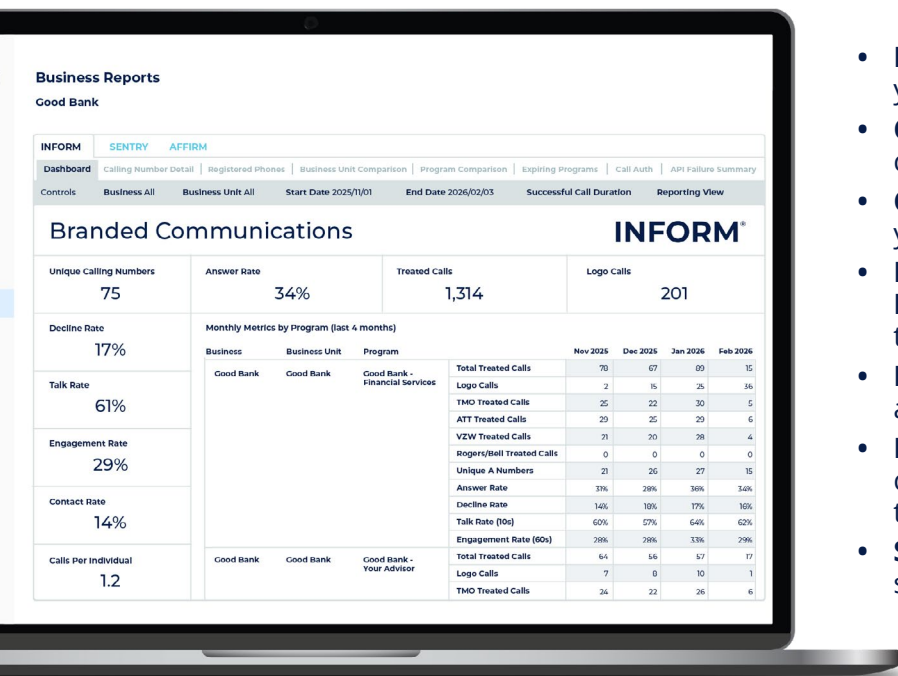 Business Reports
Good Bank
INFORM SENTRY AFFIRM
Dashboard Calling Number Detail | Registered Phones | Business Unit Comparison | Program Comparison | Expiring Programs | Call Auth | API Failure Summary
Controls Business All Business Unit All Start Date 2025/11/01 End Date 2026/02/03 Successful Call Duration Reporting View
Branded Communications INFORM®
Unique Calling Numbers Answer Rate Treated Calls Logo Calls
75 34% 1,314 201
Decline Rate
17%
Talk Rate
61%
Engagement Rate
29%
Contact Rate
14%
Calls Per Individual
1.2
Monthly Metrics by Program (last 4 months)
Business Business Unit Program Nov 2025 Dec 2025 Jan 2026 Feb 2026
Good Bank Good Bank Good Bank -
Financial Services
Total Treated Calls 78 67 89 15
Logo Calls 2 15 25 36
TMO Treated Calls 25 22 30 5
ATT Treated Calls 29 25 29 6
VZW Treated Calls 21 20 28 4
Rogers/Bell Treated Calls 0 0 0 0
Unique A Numbers 21 26 27 15
Answer Rate 31% 28% 36% 34%
Decline Rate 14% 18% 17% 16%
Talk Rate (10s) 60% 57% 64% 62%
Engagement Rate (60s) 28% 28% 33% 29%
Good Bank Good Bank Good Bank -
Your Advisor
Total Treated Calls 64 56 57 17
Logo Calls 7 8 10 1
TMO Treated Calls 24 22 26 6